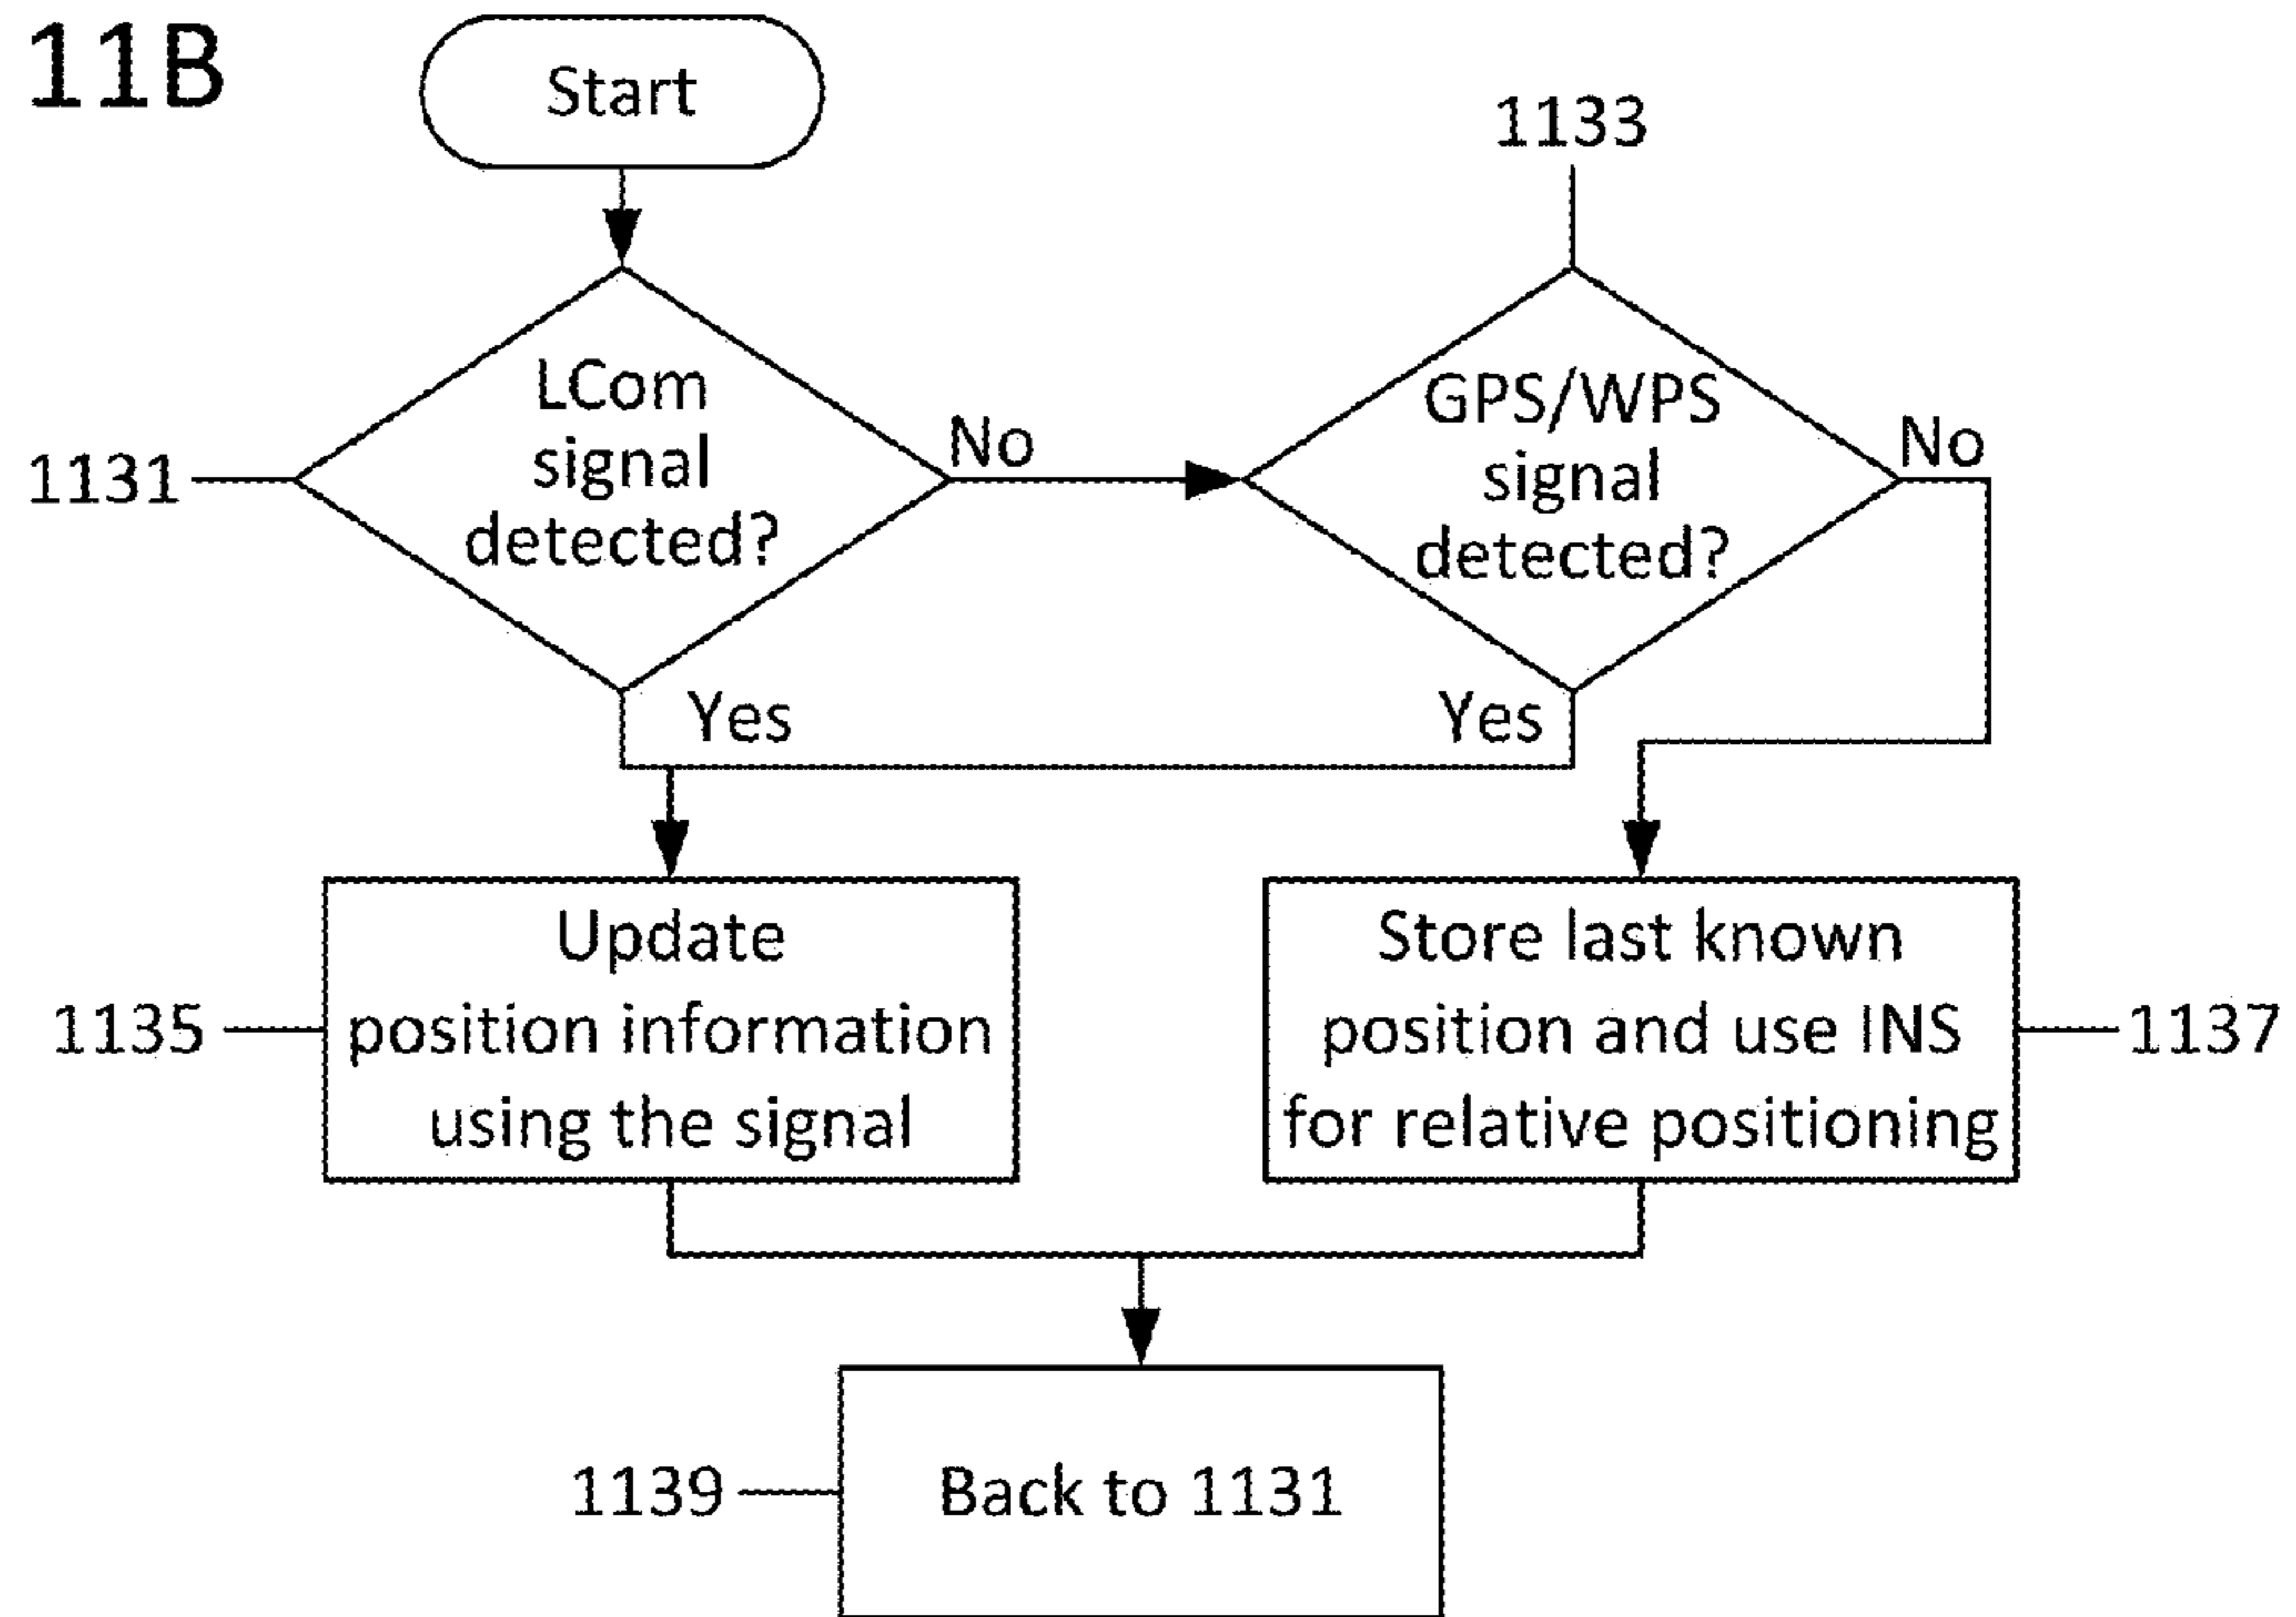 11B
Start
1133
LCom
signal
detected?
1131
No
GPS/WPS
signal
detected?
No
Yes
Yes
Update
position information
using the signal
1135
Store last known
position and use INS
for relative positioning
1137
1139
Back to 1131